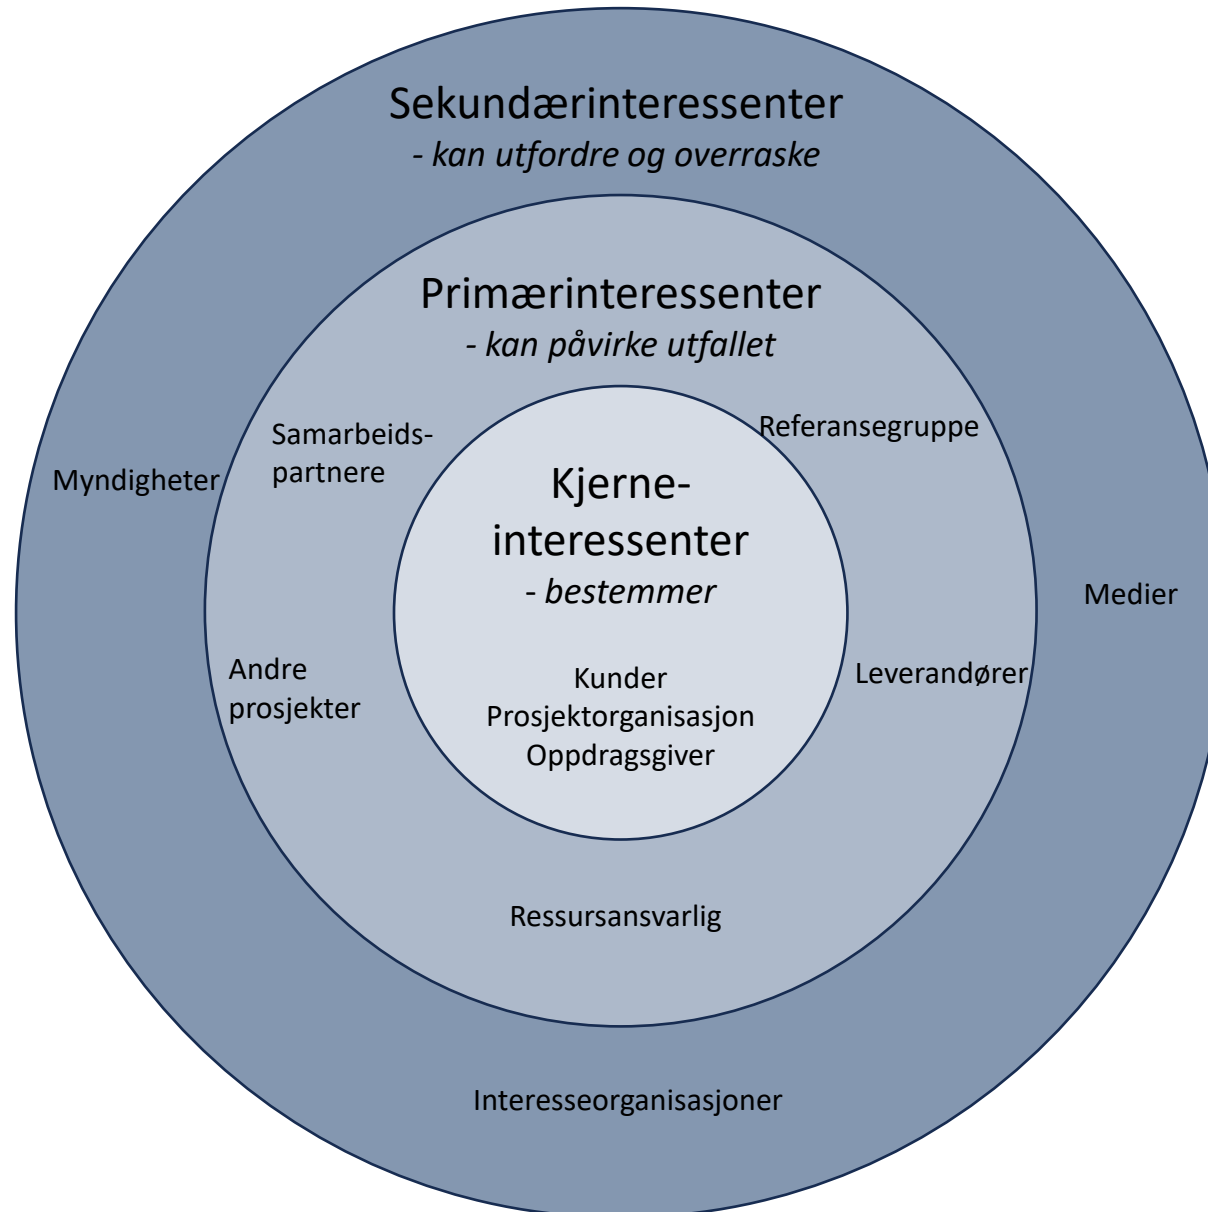 Sekundærinteressenter
- kan utfordre og overraske
Primærinteressenter
- kan påvirke utfallet
Samarbeids-
partnere
Referansegruppe
Myndigheter
Kjerne-
interessenter
- bestemmer
Medier
Andre
prosjekter
Leverandører
Kunder
Prosjektorganisasjon
Oppdragsgiver
Ressursansvarlig
Interesseorganisasjoner